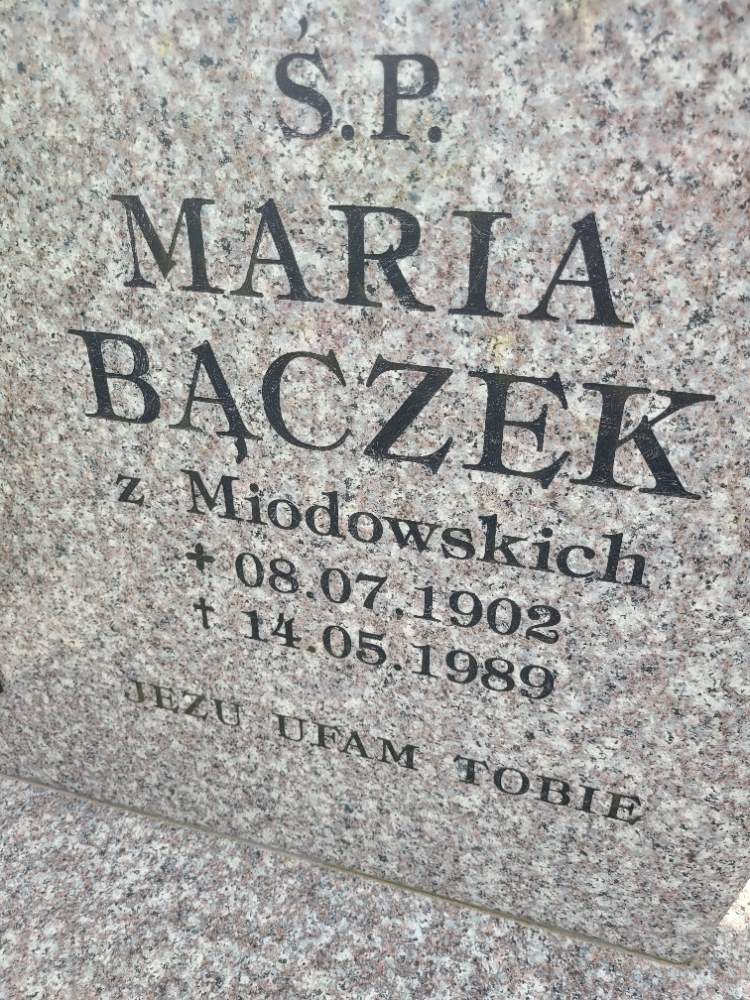 Ś.P.
MARIA
BĄCZEK
z Miodowskich
+ 08.07.1902
† 14.05.1989
JEZU UFAM TOBIE